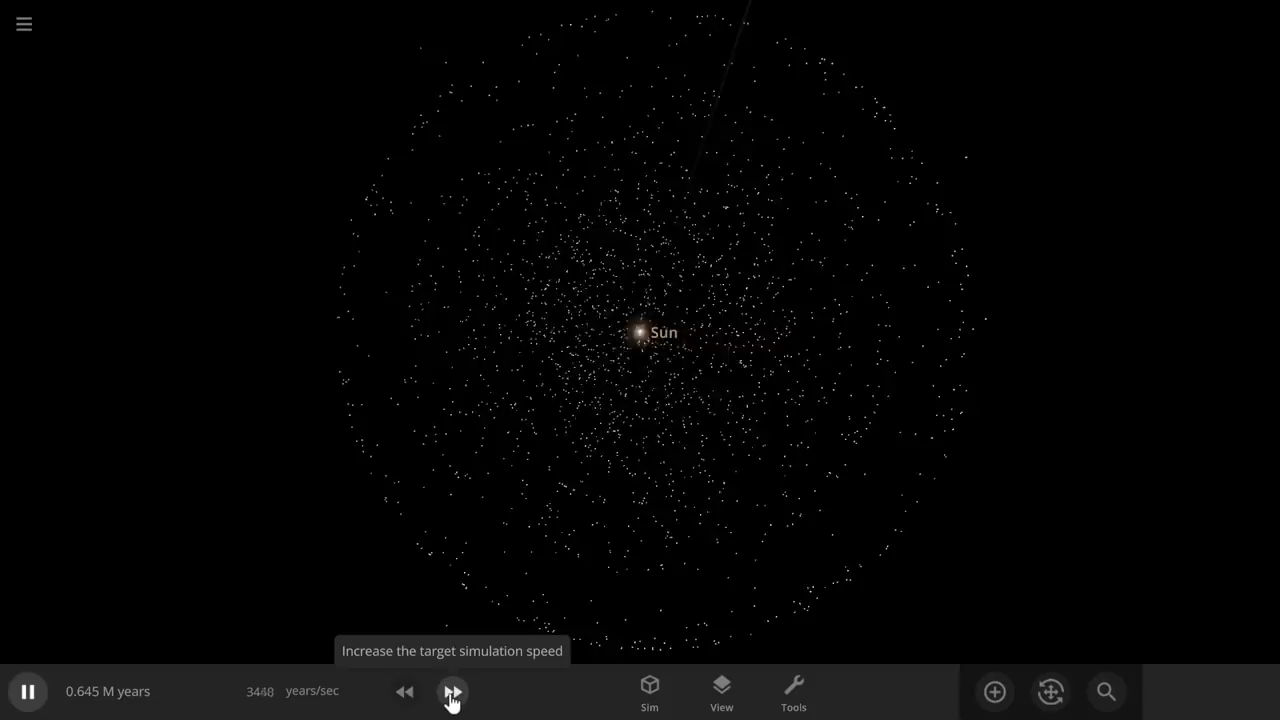 Sun
Increase the target simulation speed
0.645 M years
3448 years/sec
Sim
View
Tools